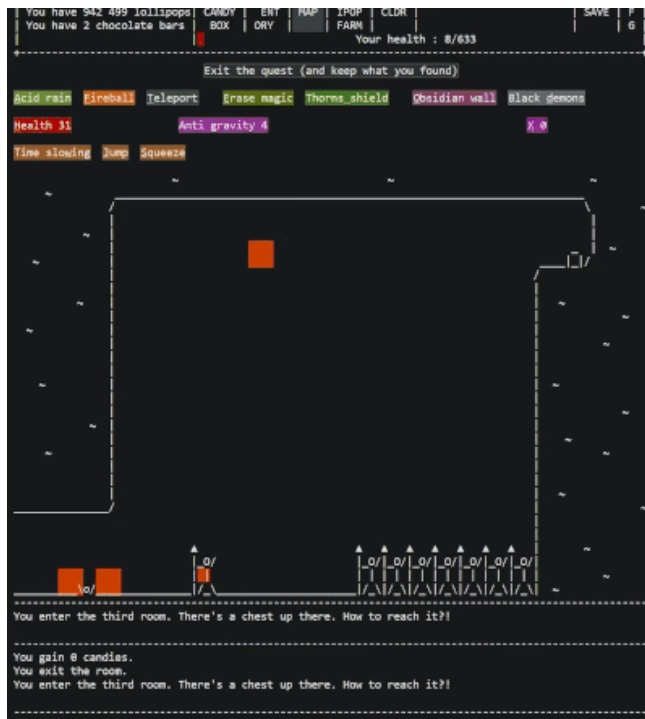 You have 942 499 lollipops| CANDY | ENT | MAP | IPOP | CLDR | | SAVE | F
You have 2 chocolate bars | BOX | ORY | | FARM | | | G
Your health : 8/633
Exit the quest (and keep what you found)
Acid rain Fireball Teleport Erase magic Thorns_shield Obsidian wall Black demons
Health 31 Anti gravity 4 X 0
Time slowing Jump Squeeze
You enter the third room. There's a chest up there. How to reach it?!
You gain 0 candies.
You exit the room.
You enter the third room. There's a chest up there. How to reach it?!